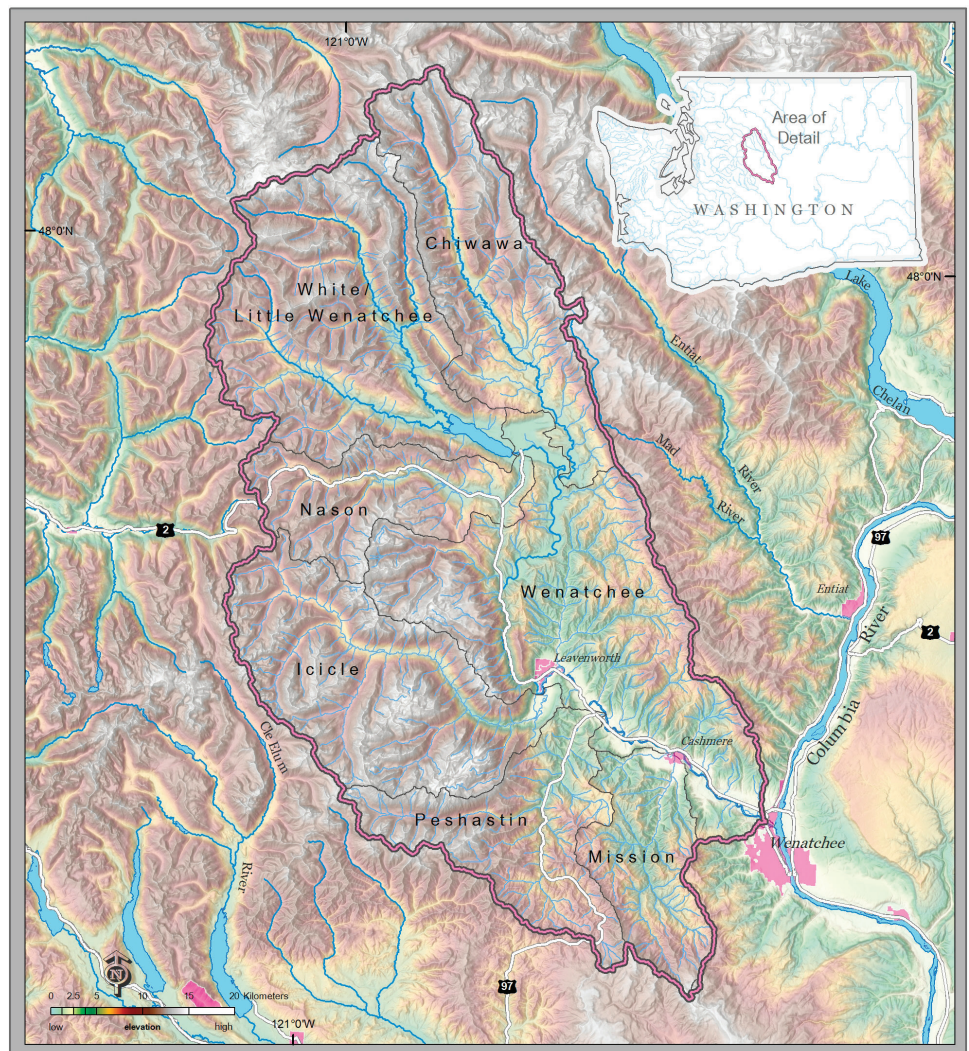 121°0'W
Area of
Detail
WASHINGTON
48°0'N
48°0'N
Chiwawa
White/
Little Wenatchee
Lake
Chelan
Entiat
River
Mad
River
Nason
2
97
Wenatchee
Entiat
River
2
Leavenworth
Icicle
Columbia
Cle Elum
River
Cashmere
Peshastin
Wenatchee
Mission
N
97
0 2.5 5 10 15 20 Kilometers
low elevation high
121°0'W